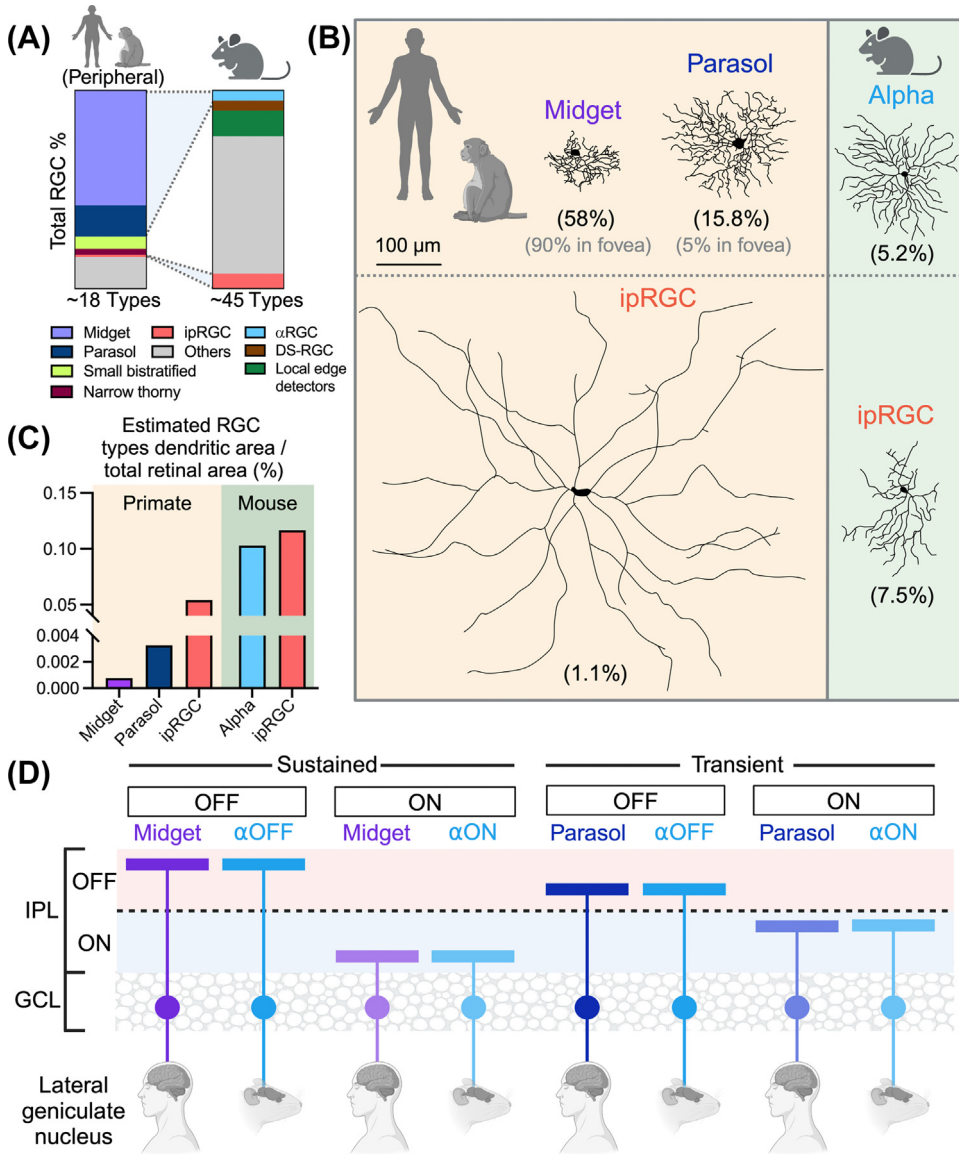 (A)
(Peripheral)
Total RGC %
~18 Types
~45 Types
Midget
Parasol
Small bistratified
Narrow thorny
ipRGC
Others
αRGC
DS-RGC
Local edge
detectors
(B)
Midget
(58%)
(90% in fovea)
Parasol
(15.8%)
(5% in fovea)
100 μm
Alpha
(5.2%)
ipRGC
(1.1%)
ipRGC
(7.5%)
(C)
Estimated RGC
types dendritic area /
total retinal area (%)
Primate
Mouse
0.15
0.10
0.05
0.004
0.002
0.000
Midget
Parasol
ipRGC
Alpha
ipRGC
(D)
Sustained
Transient
OFF
ON
OFF
ON
Midget
αOFF
Midget
αON
Parasol
αOFF
Parasol
αON
IPL
OFF
ON
GCL
Lateral
geniculate
nucleus